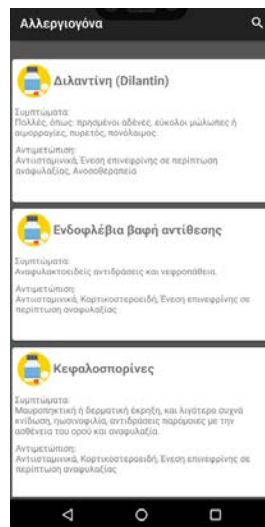 Αλλεργιογόνα
Διλαντίνη (Dilantin)
Συμπτώματα:
Πολλές, όπως: πρησμένοι αδένες, εύκολοι μώλωπες ή
αιμορραγίες, πυρετός, πονόλαιμος.
Αντιμετώπιση:
Αντιισταμινικά, Ένεση επινεφρίνης σε περίπτωση
αναφυλαξίας, Ανοσοθεραπεία
Ενδοφλέβια βαφή αντίθεσης
Συμπτώματα:
Αναφυλακτοειδείς αντιδράσεις και νεφροπάθεια.
Αντιμετώπιση:
Αντιισταμινικά, Κορτικοστεροειδή, Ένεση επινεφρίνης σε
περίπτωση αναφυλαξίας
Κεφαλοσπορίνες
Συμπτώματα:
Μακροπηκτική ή δερματική έκρηξη, και λιγότερο συχνά
κνίδωση, ηωσινοφιλία, αντιδράσεις παρόμοιες με την
ασθένεια του ορού και αναφυλαξία.
Αντιμετώπιση:
Αντιισταμινικά, Κορτικοστεροειδή, Ένεση επινεφρίνης σε
περίπτωση αναφυλαξίας